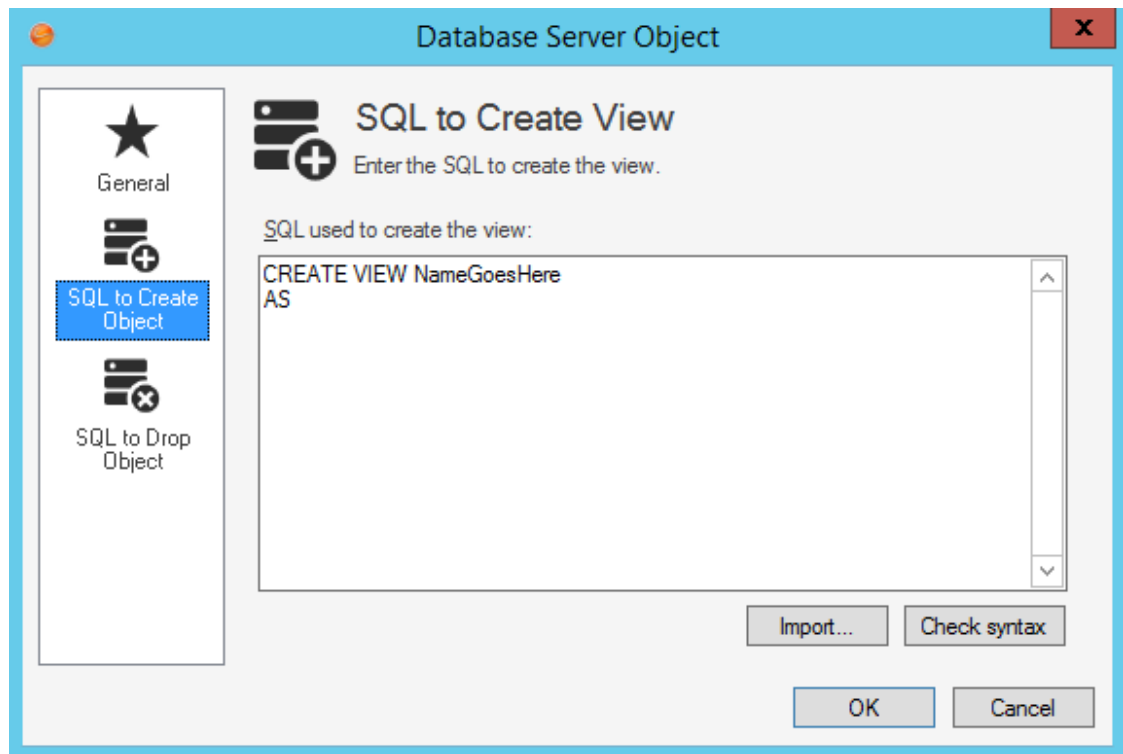 Database Server Object
x
General
SQL to Create
Object
SQL to Drop
Object
SQL to Create View
Enter the SQL to create the view.
SQL used to create the view:
CREATE VIEW NameGoesHere
AS
Import...
Check syntax
OK
Cancel